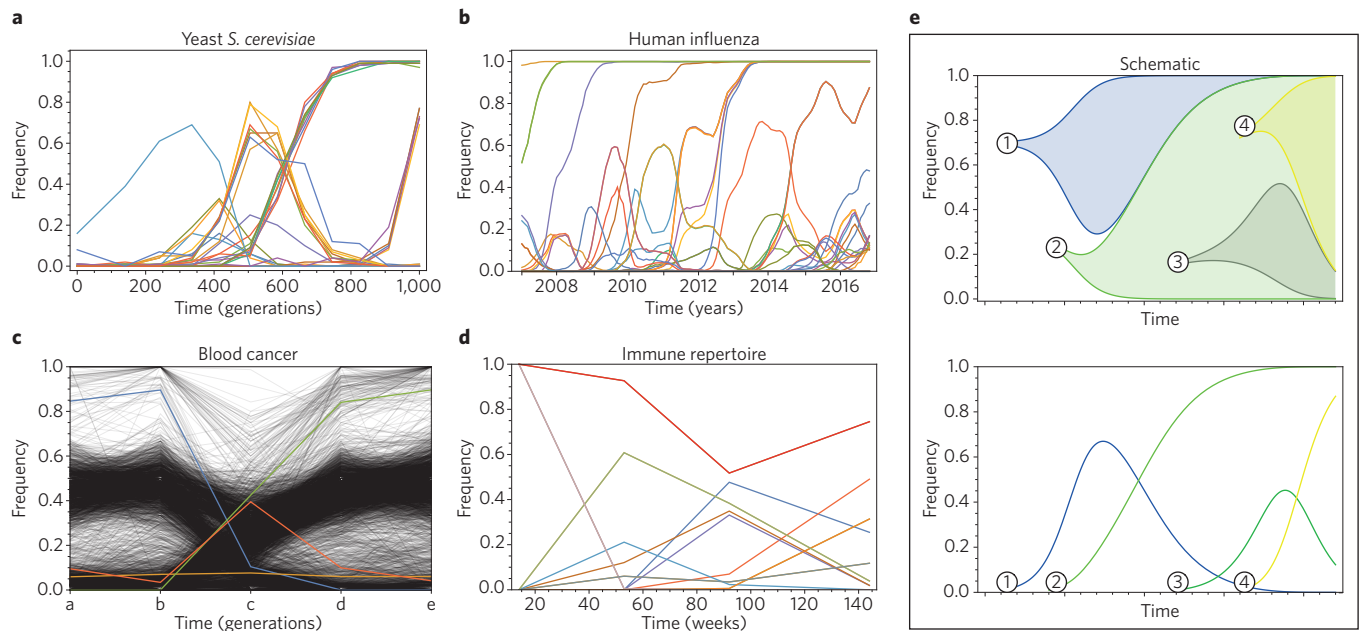 a
Yeast S. cerevisiae
Frequency
1.0
0.8
0.6
0.4
0.2
0.0
0 200 400 600 800 1,000
Time (generations)
b
Human influenza
Frequency
1.0
0.8
0.6
0.4
0.2
0.0
2008 2010 2012 2014 2016
Time (years)
c
Blood cancer
Frequency
1.0
0.8
0.6
0.4
0.2
0.0
a b c d e
Time (generations)
d
Immune repertoire
Frequency
1.0
0.8
0.6
0.4
0.2
0.0
20 40 60 80 100 120 140
Time (weeks)
e
Schematic
Frequency
1.0
0.8
0.6
0.4
0.2
0.0
1
2
3
4
Time
Frequency
1.0
0.8
0.6
0.4
0.2
0.0
1 2 3 4
Time